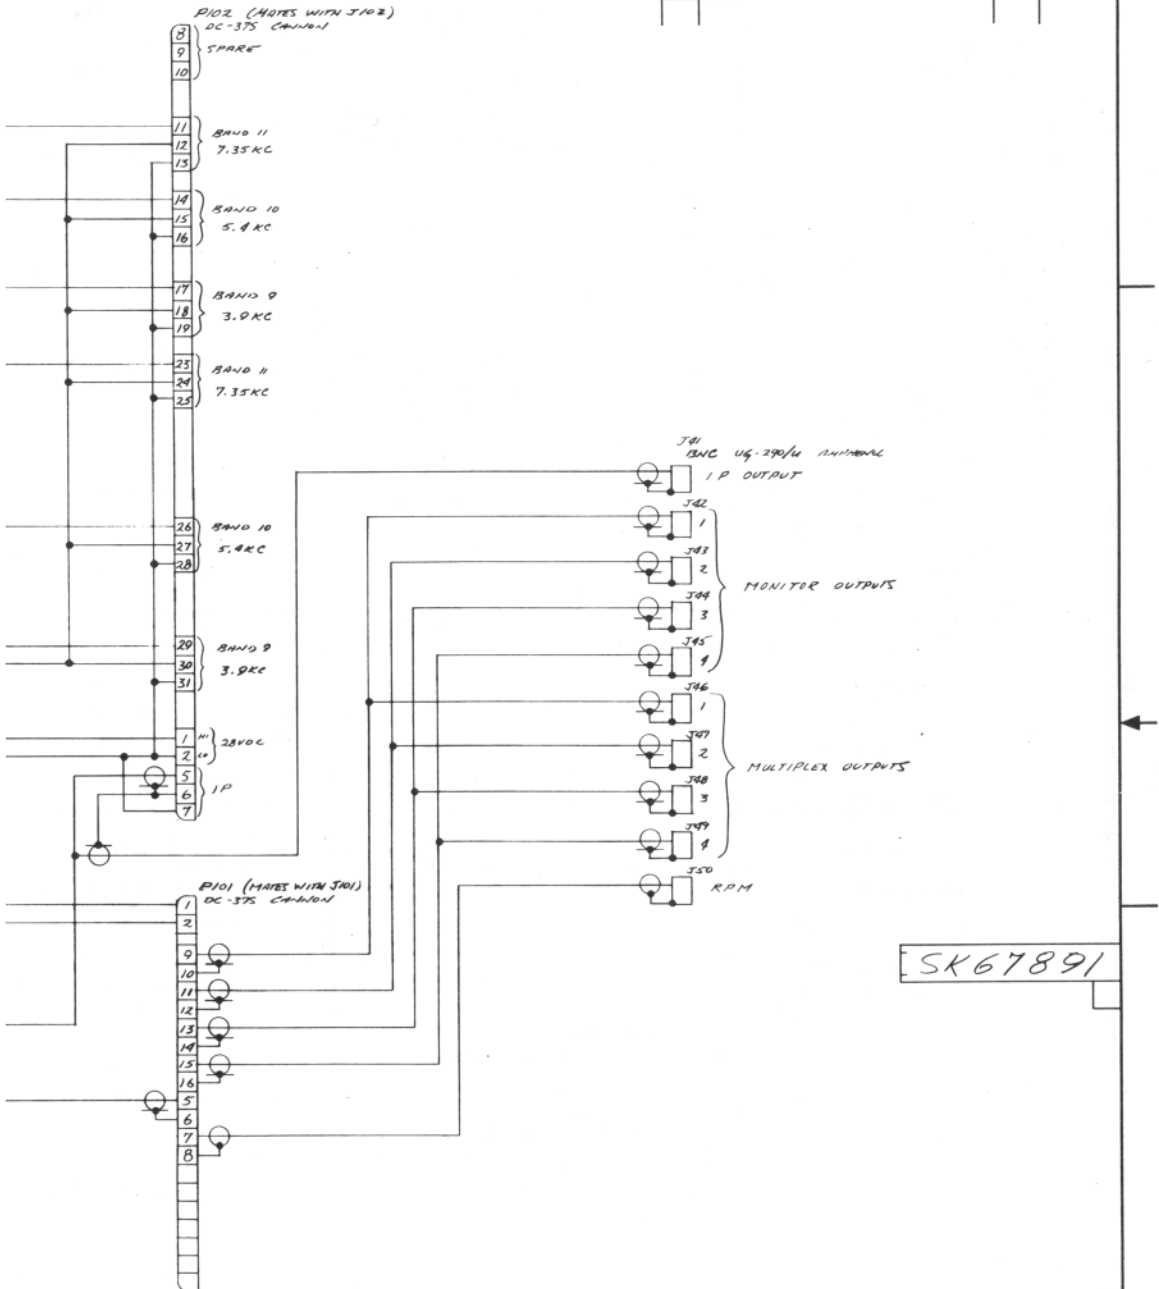 P102 (MATES WITH J102)
DC-37S CANNON
8
9 SPARE
10
11 BAND 11
12 7.35KC
13
14 BAND 10
15 5.4 KC
16
17 BAND 9
18 3.9KC
19
23 BAND 11
24 7.35KC
25
J41
BNC UG-290/U
1P OUTPUT
J42
1
J43
2
J44
3
J45
4
MONITOR OUTPUTS
26 BAND 10
27 5.4KC
28
29 BAND 9
30 3.9KC
31
J46
1
J47
2
J48
3
J49
4
MULTIPLEX OUTPUTS
J50
RPM
1 HI
2 LO
28VDC
5
6 1P
7
P101 (MATES WITH J101)
DC-37S CANNON
1
2
9
10
11
12
13
14
15
16
5
6
7
8
SK67891